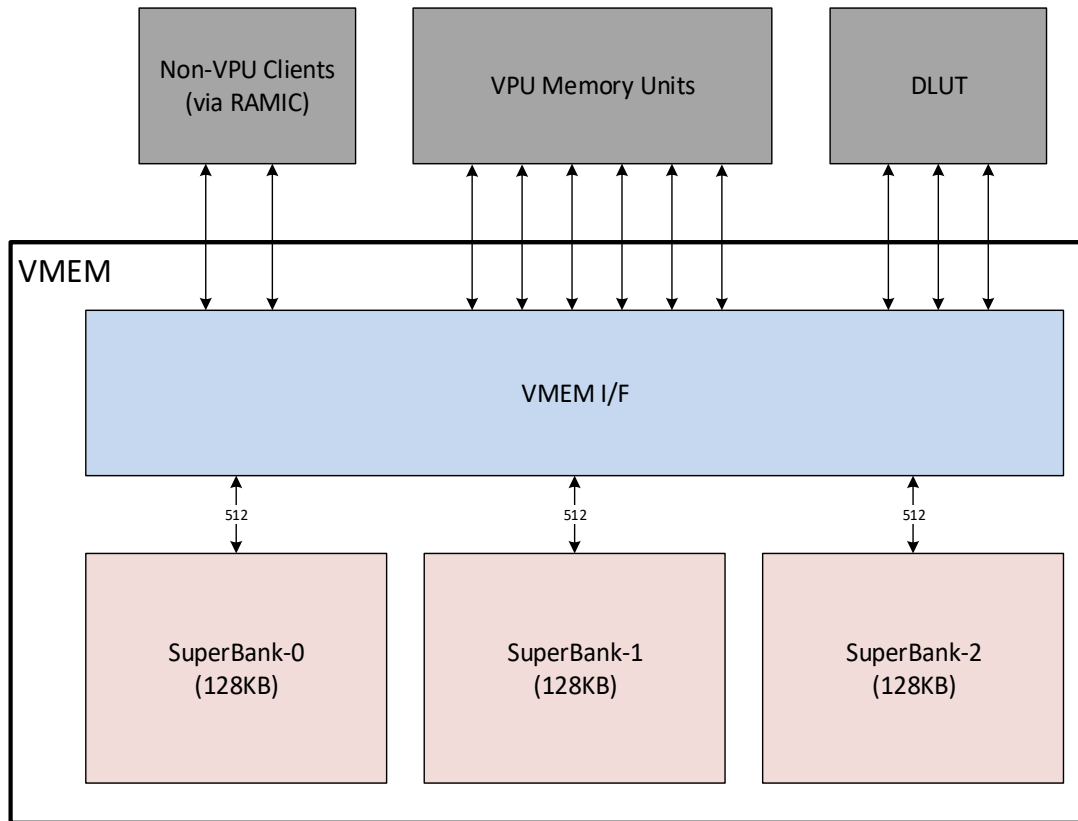 Non-VPU Clients
(via RAMIC)
VPU Memory Units
DLUT
VMEM
VMEM I/F
512
512
512
SuperBank-0
(128KB)
SuperBank-1
(128KB)
SuperBank-2
(128KB)